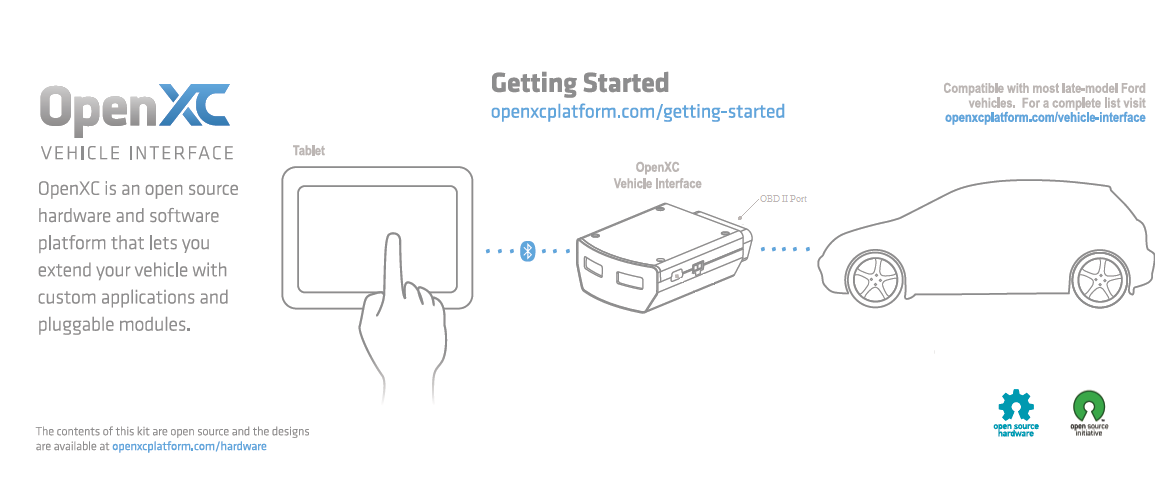 OpenXC
VEHICLE INTERFACE
OpenXC is an open source
hardware and software
platform that lets you
extend your vehicle with
custom applications and
pluggable modules.
Getting Started
openxcplatform.com/getting-started
Compatible with most late-model Ford
vehicles. For a complete list visit
openxcplatform.com/vehicle-interface
Tablet
OpenXC
Vehicle Interface
OBD II Port
The contents of this kit are open source and the designs
are available at openxcplatform.com/hardware
open source
hardware
open source
initiative